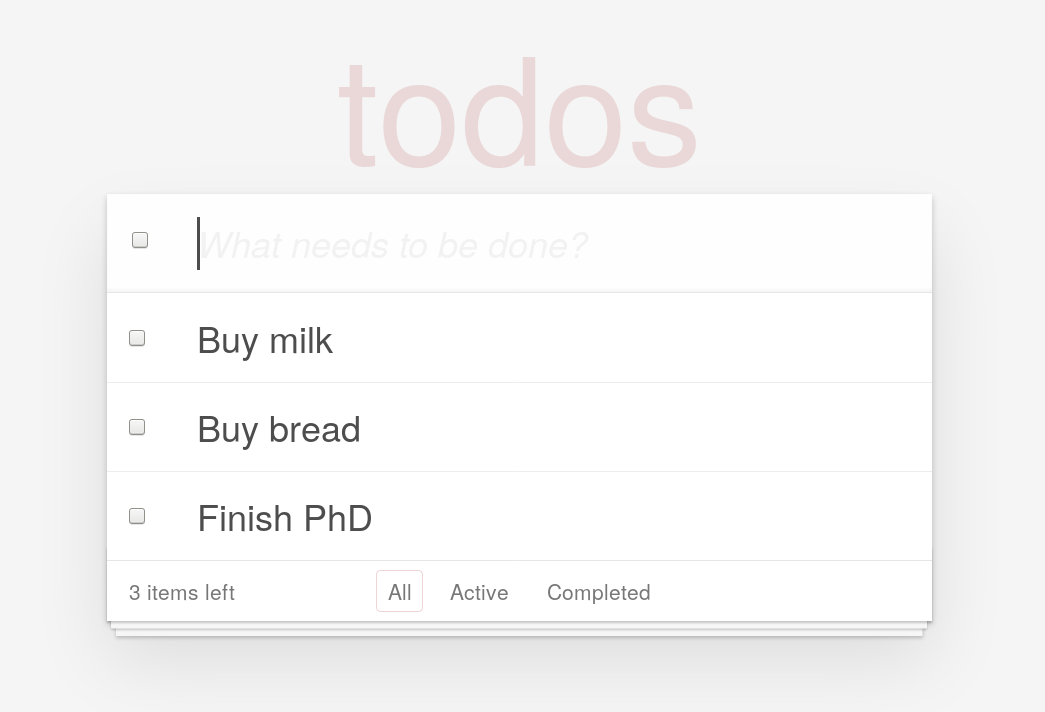 todos
What needs to be done?
Buy milk
Buy bread
Finish PhD
3 items left All Active Completed